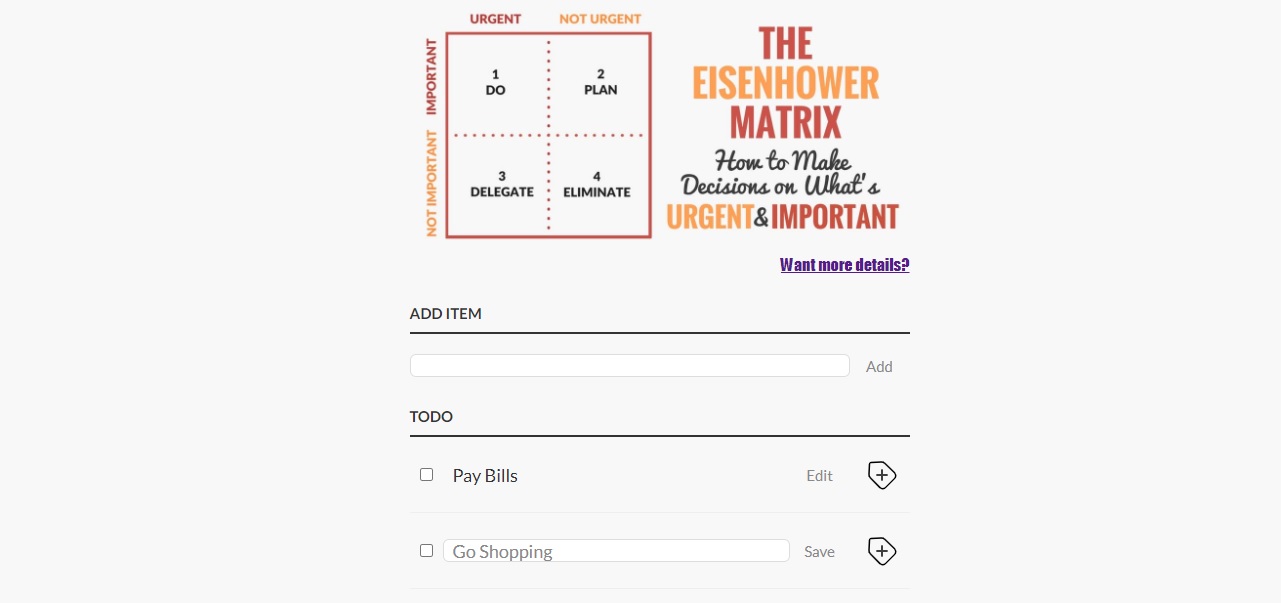 URGENT NOT URGENT
IMPORTANT
NOT IMPORTANT
1
DO
2
PLAN
3
DELEGATE
4
ELIMINATE
THE
EISENHOWER
MATRIX
How to Make
Decisions on What's
URGENT&IMPORTANT
Want more details?
ADD ITEM
Add
TODO
Pay Bills Edit
Go Shopping Save